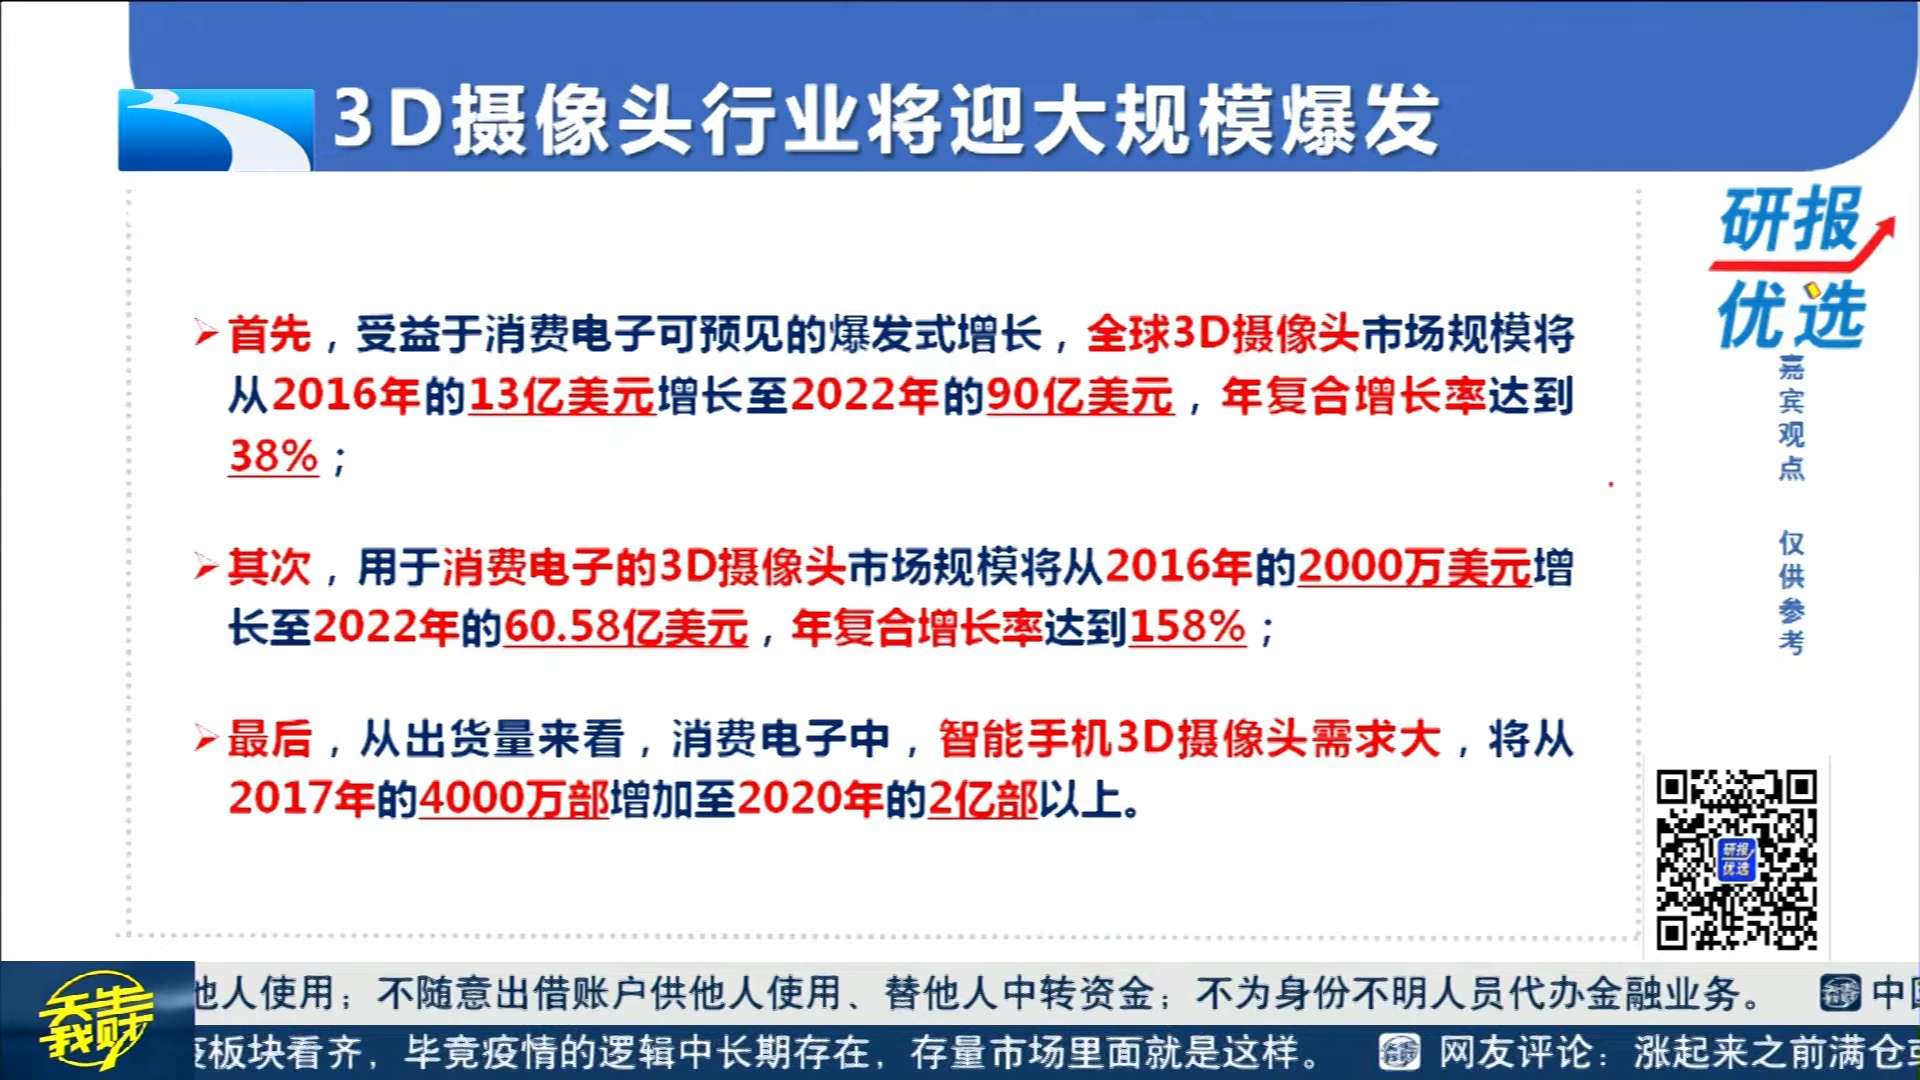 3D摄像头行业将迎大规模爆发
研报
优选
嘉宾观点 仅供参考
首先，受益于消费电子可预见的爆发式增长，全球3D摄像头市场规模将
从2016年的13亿美元增长至2022年的90亿美元，年复合增长率达到
38%；
其次，用于消费电子的3D摄像头市场规模将从2016年的2000万美元增
长至2022年的60.58亿美元，年复合增长率达到158%；
最后，从出货量来看，消费电子中，智能手机3D摄像头需求大，将从
2017年的4000万部增加至2020年的2亿部以上。
研报
优选
天生
我财
他人使用；不随意出借账户供他人使用、替他人中转资金；不为身份不明人员代办金融业务。 中
板块看齐，毕竟疫情的逻辑中长期存在，存量市场里面就是这样。 网友评论：涨起来之前满仓